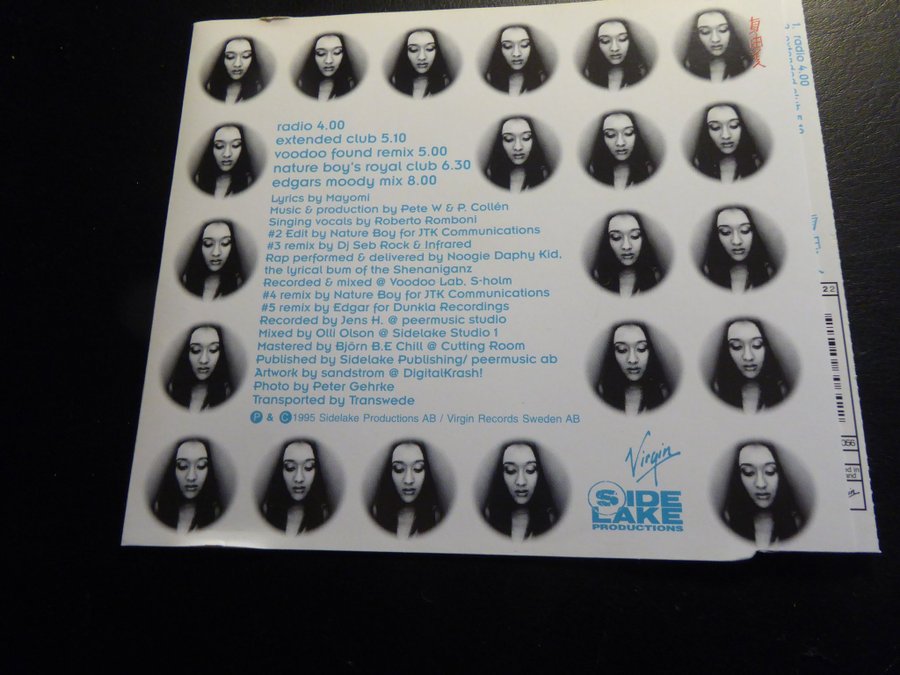 radio 4.00
extended club 5.10
voodoo found remix 5.00
nature boy's royal club 6.30
edgars moody mix 8.00
Lyrics by Mayomi
Music & production by Pete W & P. Collén
Singing vocals by Roberto Romboni
#2 Edit by Nature Boy for JTK Communications
#3 remix by Dj Seb Rock & Infrared
Rap performed & delivered by Noogie Daphy Kid,
the lyrical bum of the Shenaniganz
Recorded & mixed @ Voodoo Lab, S-holm
#4 remix by Nature Boy for JTK Communications
#5 remix by Edgar for Dunkla Recordings
Recorded by Jens H. @ peermusic studio
Mixed by Olli Olson @ Sidelake Studio 1
Mastered by Björn B.E Chill @ Cutting Room
Published by Sidelake Publishing/ peermusic ab
Artwork by sandstrom @ DigitalKrash!
Photo by Peter Gehrke
Transported by Transwede
Ⓟ & Ⓒ 1995 Sidelake Productions AB / Virgin Records Sweden AB
Virgin
SIDE
LAKE
PRODUCTIONS
1. radio 4.00
22